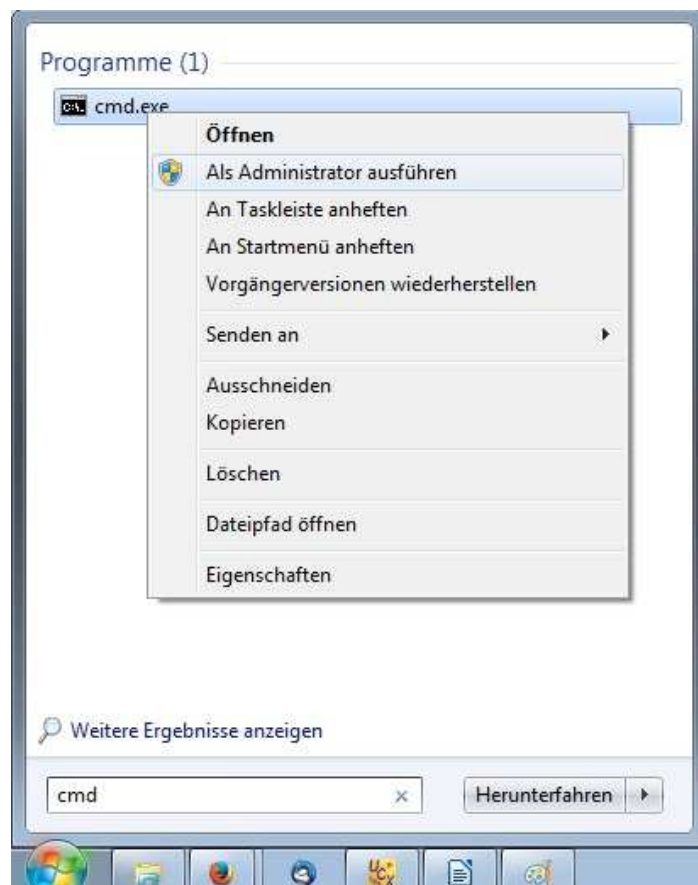 Programme (1)
cmd.exe
Öffnen
Als Administrator ausführen
An Taskleiste anheften
An Startmenü anheften
Vorgängerversionen wiederherstellen
Senden an
Ausschneiden
Kopieren
Löschen
Dateipfad öffnen
Eigenschaften
Weitere Ergebnisse anzeigen
cmd
Herunterfahren